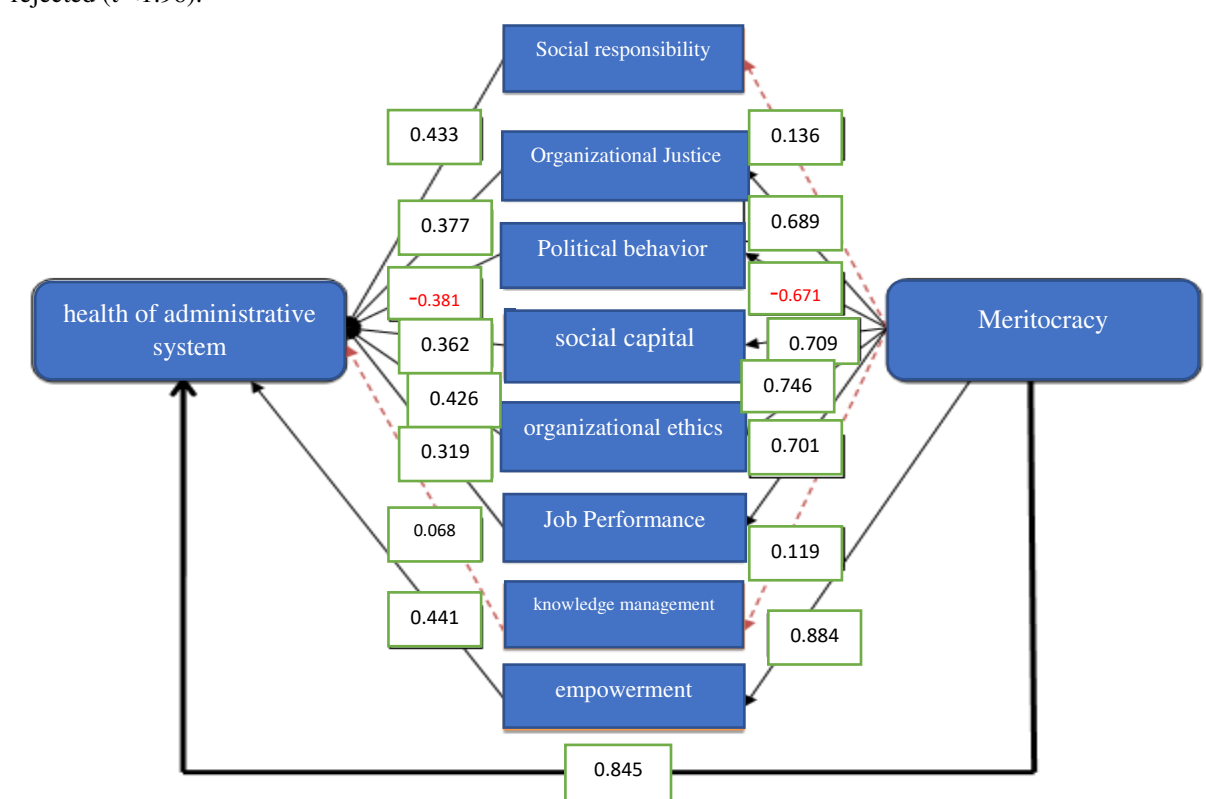 Social responsibility
0.433
0.136
Organizational Justice
0.377
0.689
Political behavior
-0.381
-0.671
health of administrative
system
Meritocracy
0.362
social capital
0.709
0.426
0.746
organizational ethics
0.319
0.701
Job Performance
0.068
0.119
knowledge management
0.441
0.884
empowerment
0.845